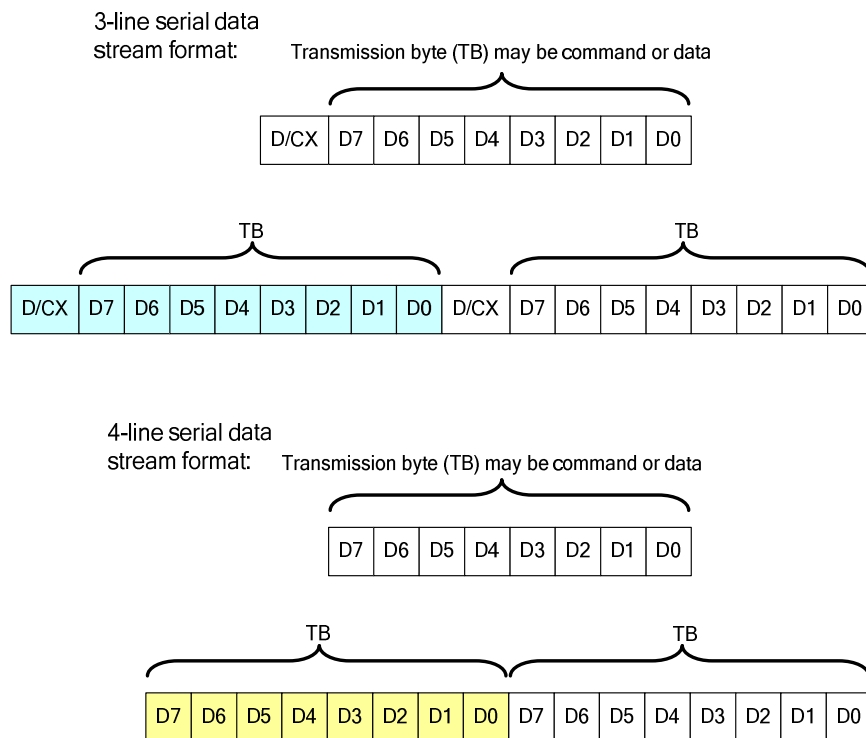 3-line serial data
stream format:
Transmission byte (TB) may be command or data
D/CX D7 D6 D5 D4 D3 D2 D1 D0
TB TB
D/CX D7 D6 D5 D4 D3 D2 D1 D0 D/CX D7 D6 D5 D4 D3 D2 D1 D0
4-line serial data
stream format:
Transmission byte (TB) may be command or data
D7 D6 D5 D4 D3 D2 D1 D0
TB TB
D7 D6 D5 D4 D3 D2 D1 D0 D7 D6 D5 D4 D3 D2 D1 D0